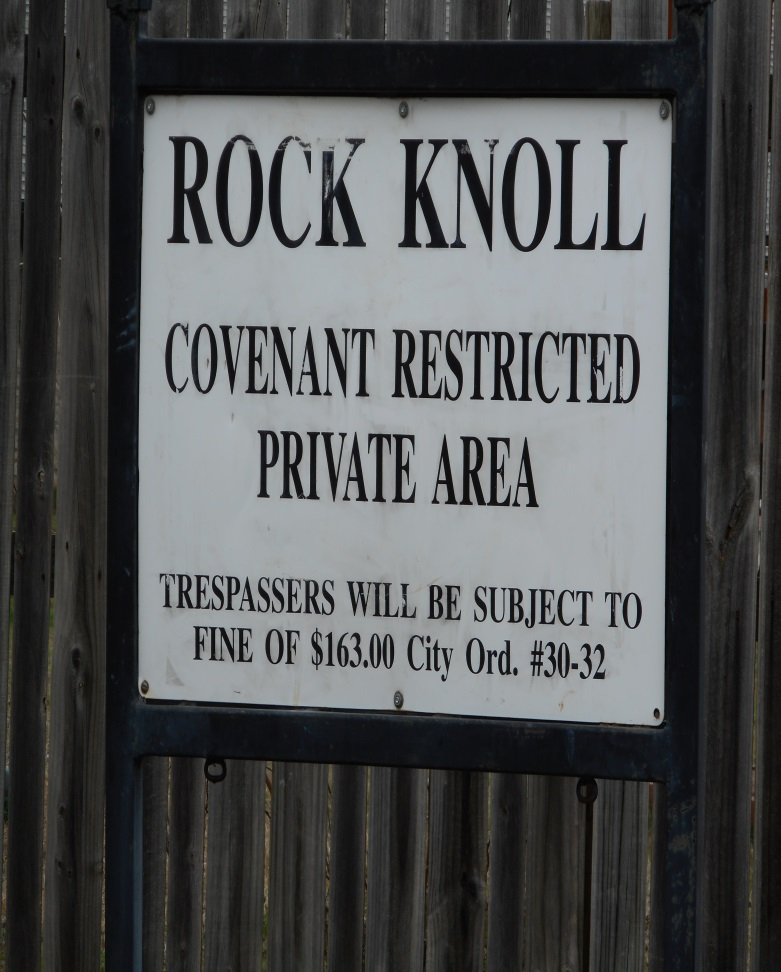 ROCK KNOLL
COVENANT RESTRICTED
PRIVATE AREA
TRESPASSERS WILL BE SUBJECT TO
FINE OF $163.00 City Ord. #30-32